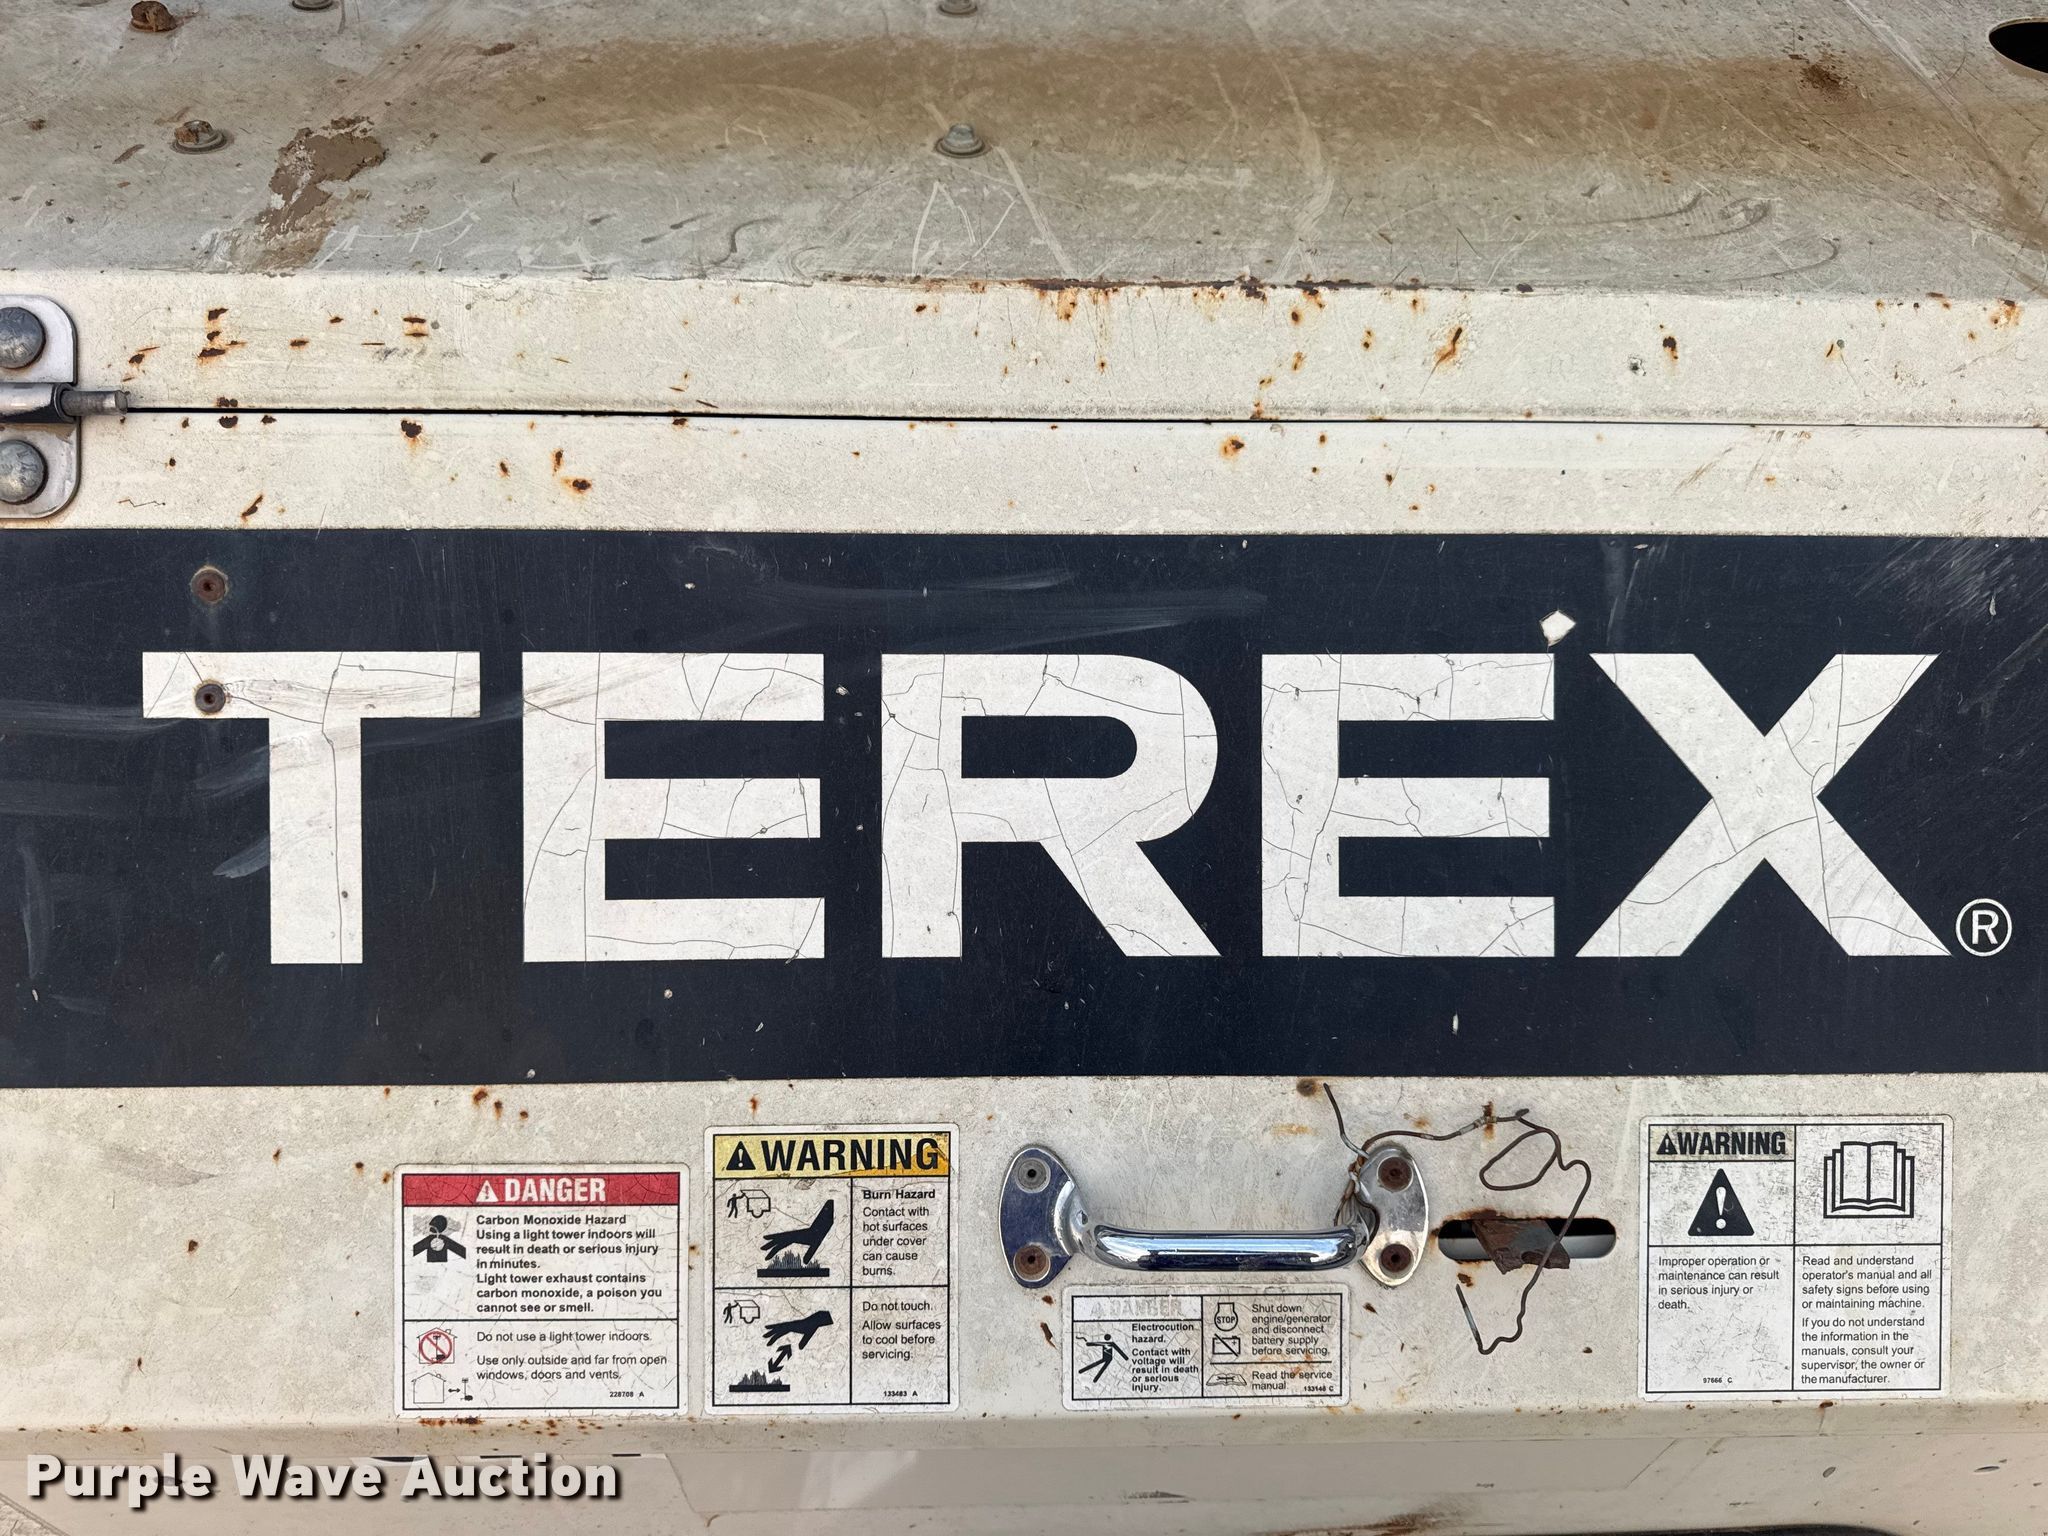 TEREX®
DANGER
Carbon Monoxide Hazard
Using a light tower indoors will
result in death or serious injury
in minutes.
Light tower exhaust contains
carbon monoxide, a poison you
cannot see or smell.
Do not use a light tower indoors.
Use only outside and far from open
windows, doors and vents.
228708 A
WARNING
Burn Hazard
Contact with
hot surfaces
under cover
can cause
burns.
Do not touch.
Allow surfaces
to cool before
servicing.
133483 A
DANGER
Electrocution
hazard.
Contact with
voltage will
result in death
or serious
injury.
STOP
Shut down
engine/generator
and disconnect
battery supply
before servicing.
Read the service
manual.
133148 C
WARNING
Improper operation or
maintenance can result
in serious injury or
death.
97666 C
Read and understand
operator's manual and all
safety signs before using
or maintaining machine.
If you do not understand
the information in the
manuals, consult your
supervisor, the owner or
the manufacturer.
Purple Wave Auction